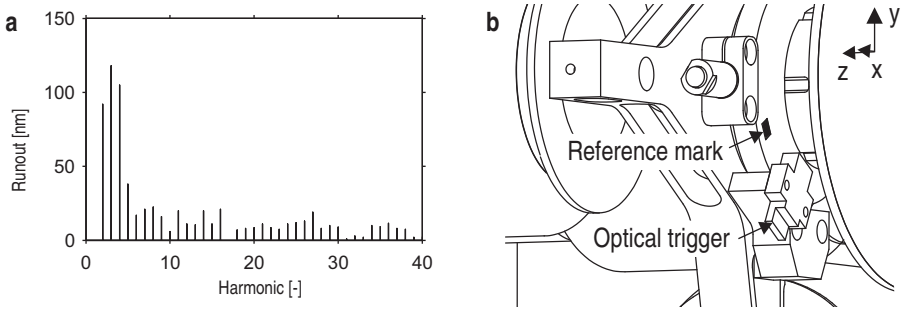 a
150
100
50
0
Runout [nm]
0 10 20 30 40
Harmonic [-]
b
y
z x
Reference mark
Optical trigger